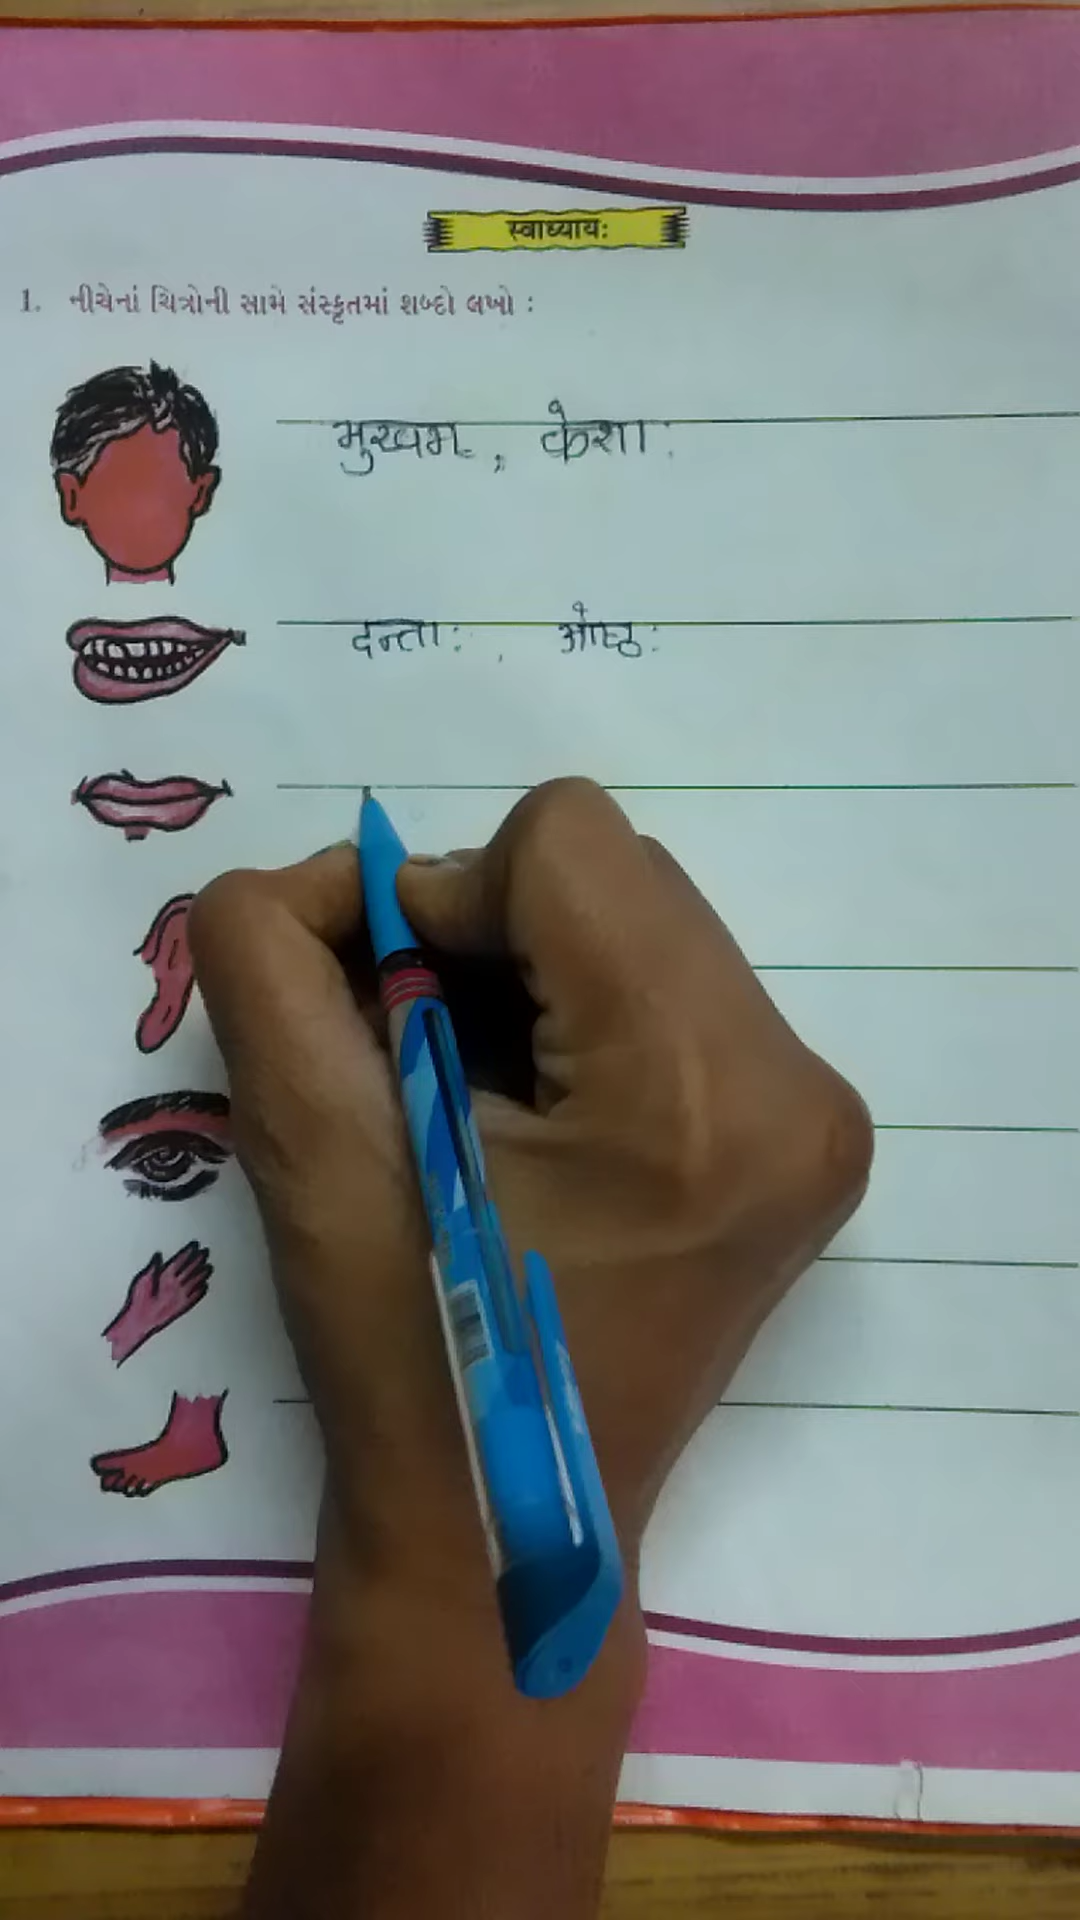 स्वाध्यायः
1. નીચેનાં ચિત્રોની સામે સંસ્કૃતમાં શબ્દો લખો :
मुखम् , केशाः
दन्ताः , ओष्ठः